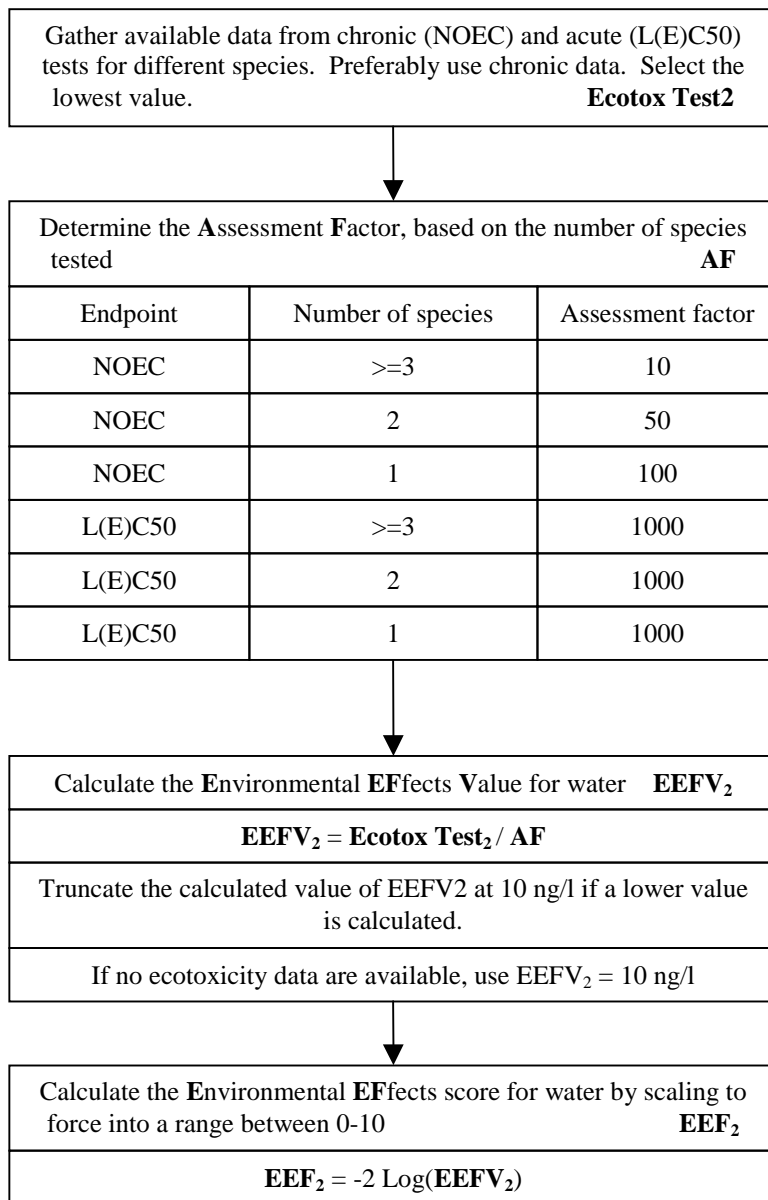 Gather available data from chronic (NOEC) and acute (L(E)C50)
tests for different species. Preferably use chronic data. Select the
lowest value. Ecotox Test2
Determine the Assessment Factor, based on the number of species
tested AF
Endpoint Number of species Assessment factor
NOEC >=3 10
NOEC 2 50
NOEC 1 100
L(E)C50 >=3 1000
L(E)C50 2 1000
L(E)C50 1 1000
Calculate the Environmental EFfects Value for water EEFV₂
EEFV₂ = Ecotox Test₂ / AF
Truncate the calculated value of EEFV2 at 10 ng/l if a lower value
is calculated.
If no ecotoxicity data are available, use EEFV₂ = 10 ng/l
Calculate the Environmental EFfects score for water by scaling to
force into a range between 0-10 EEF₂
EEF₂ = -2 Log(EEFV₂)